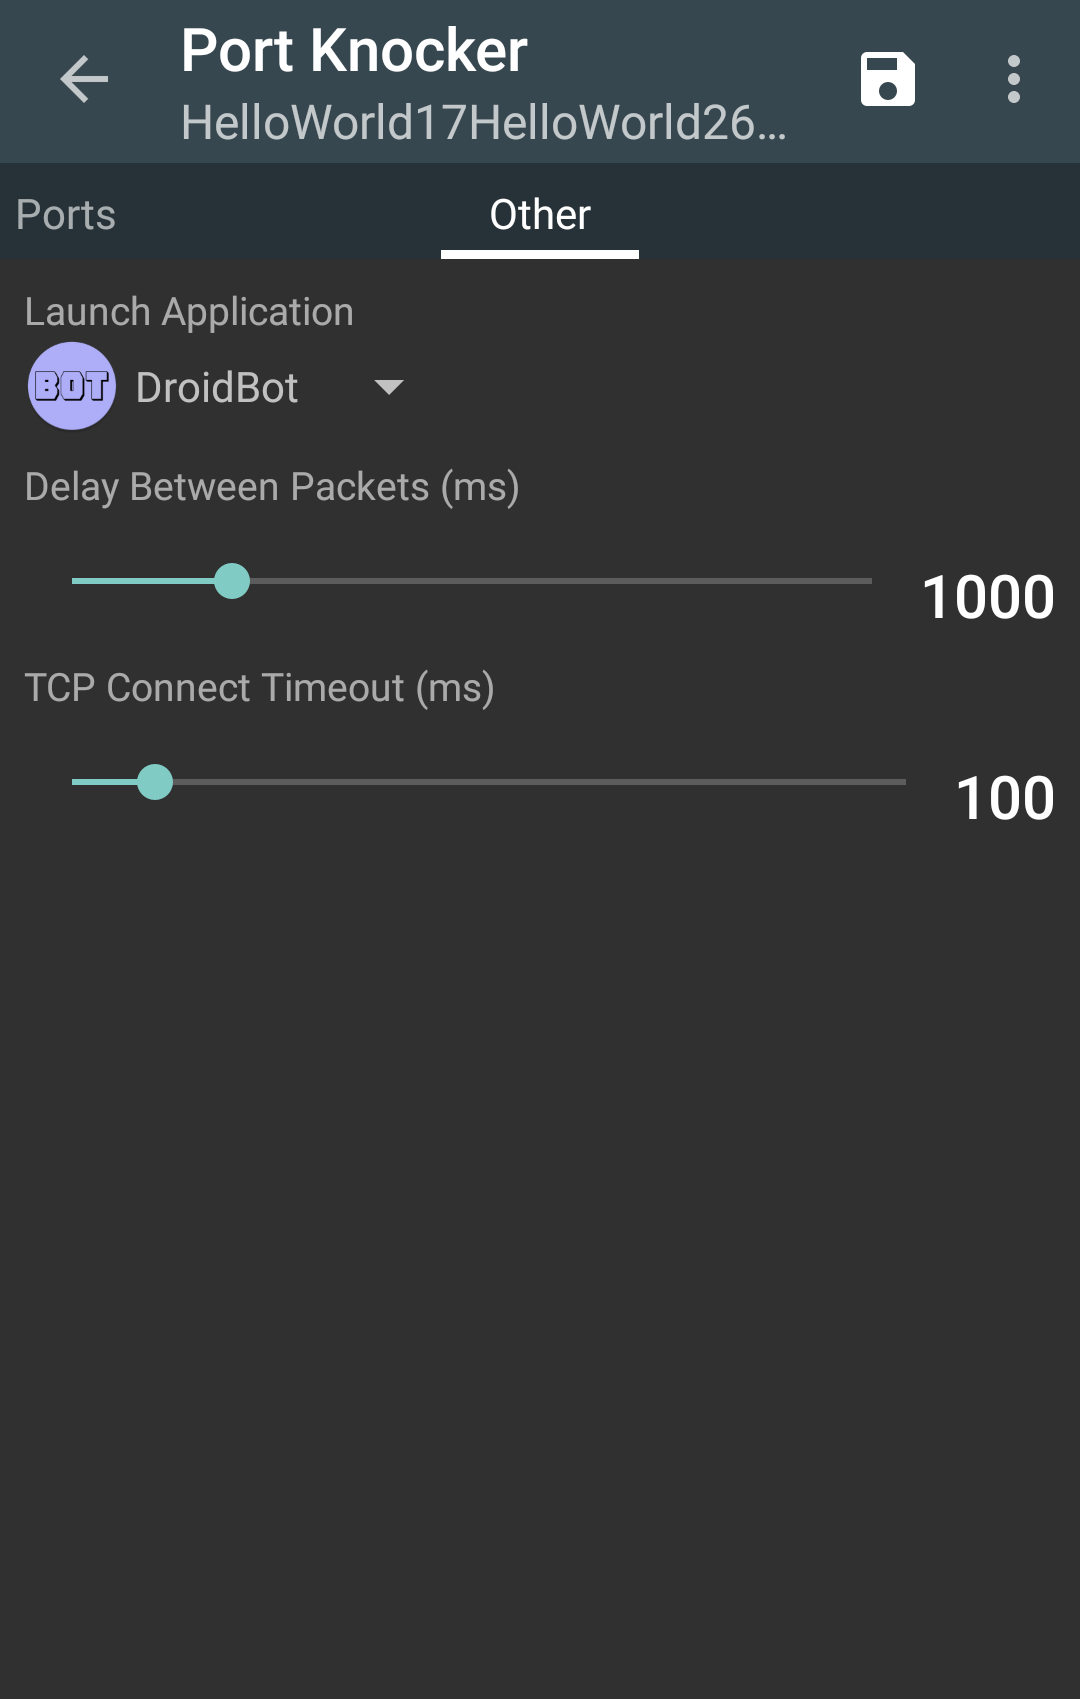 Port Knocker
HelloWorld17HelloWorld26...
Ports
Other
Launch Application
BOT
DroidBot
Delay Between Packets (ms)
1000
TCP Connect Timeout (ms)
100